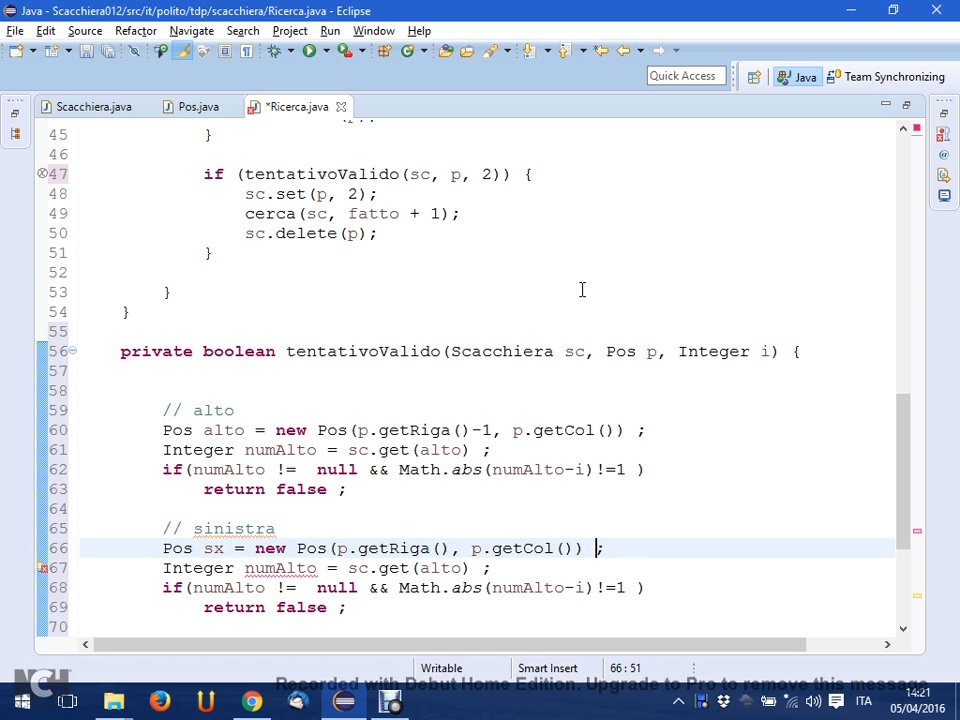 Java - Scacchiera012/src/it/polito/tdp/scacchiera/Ricerca.java - Eclipse
File Edit Source Refactor Navigate Search Project Run Window Help
Quick Access
Java
Team Synchronizing
Scacchiera.java
Pos.java
*Ricerca.java
45 }
46
47 if (tentativoValido(sc, p, 2)) {
48 sc.set(p, 2);
49 cerca(sc, fatto + 1);
50 sc.delete(p);
51 }
52
53 }
54 }
55
56 private boolean tentativoValido(Scacchiera sc, Pos p, Integer i) {
57
58
59 // alto
60 Pos alto = new Pos(p.getRiga()-1, p.getCol()) ;
61 Integer numAlto = sc.get(alto) ;
62 if(numAlto !=  null && Math.abs(numAlto-i)!=1 )
63 return false ;
64
65 // sinistra
66 Pos sx = new Pos(p.getRiga(), p.getCol()) ;
67 Integer numAlto = sc.get(alto) ;
68 if(numAlto !=  null && Math.abs(numAlto-i)!=1 )
69 return false ;
70
Writable
Smart Insert
66 : 51
NCH
Recorded with Debut Home Edition. Upgrade to Pro to remove this message
ITA
14:21
05/04/2016